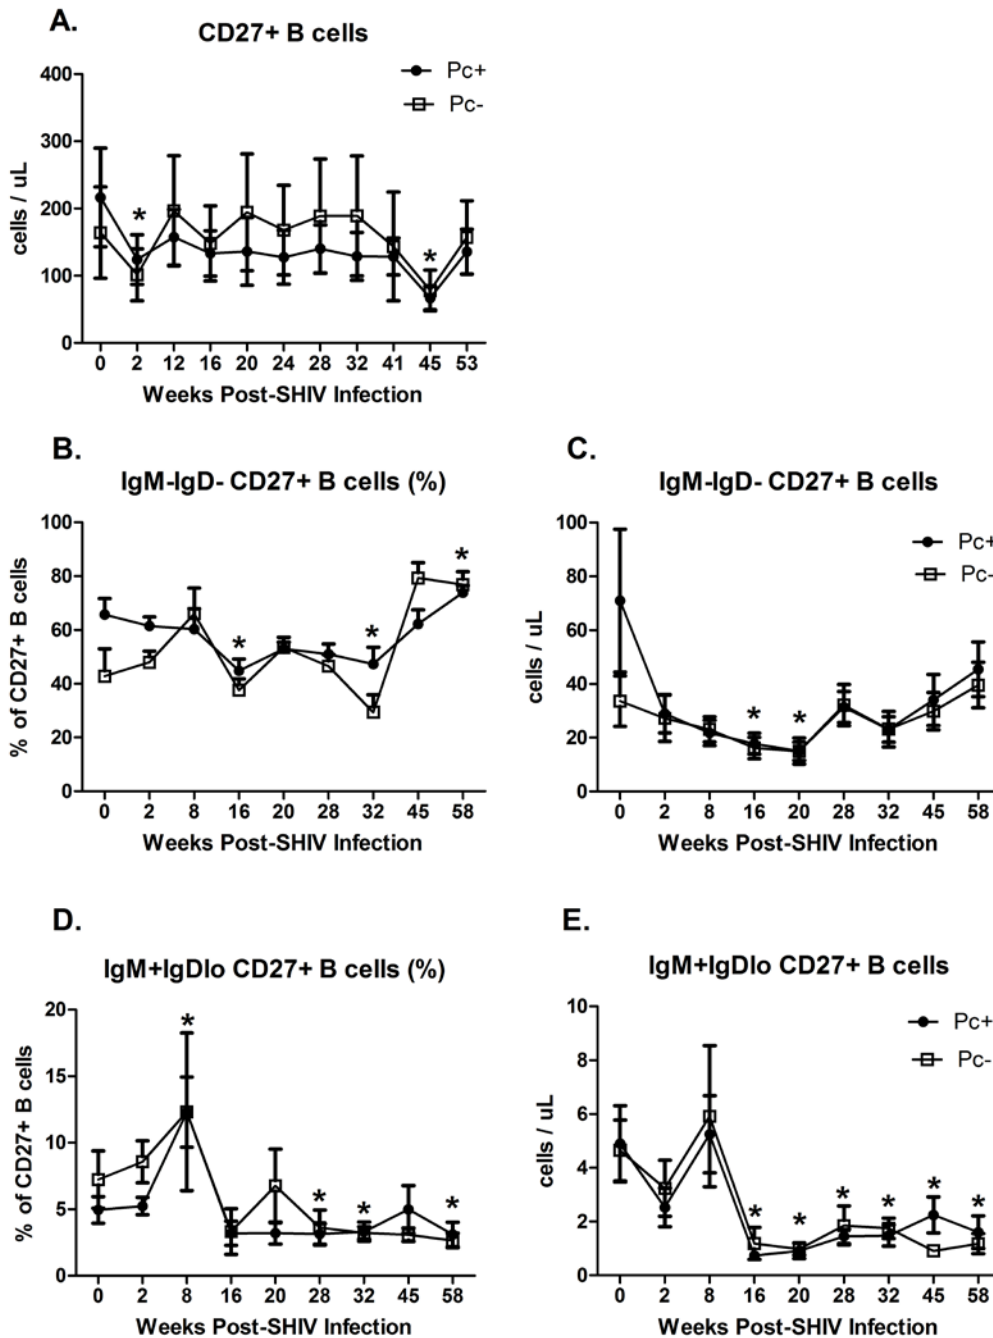 A.
CD27+ B cells
Pc+
Pc-
400
300
200
100
0
cells / uL
*
*
0 2 12 16 20 24 28 32 41 45 53
Weeks Post-SHIV Infection
B.
IgM-IgD- CD27+ B cells (%)
100
80
60
40
20
0
% of CD27+ B cells
*
*
*
0 2 8 16 20 28 32 45 58
Weeks Post-SHIV Infection
C.
IgM-IgD- CD27+ B cells
Pc+
Pc-
100
80
60
40
20
0
cells / uL
*
*
0 2 8 16 20 28 32 45 58
Weeks Post-SHIV Infection
D.
IgM+IgDlo CD27+ B cells (%)
20
15
10
5
0
% of CD27+ B cells
*
*
*
*
0 2 8 16 20 28 32 45 58
Weeks Post-SHIV Infection
E.
IgM+IgDlo CD27+ B cells
Pc+
Pc-
10
8
6
4
2
0
cells / uL
*
*
*
*
*
*
0 2 8 16 20 28 32 45 58
Weeks Post-SHIV Infection